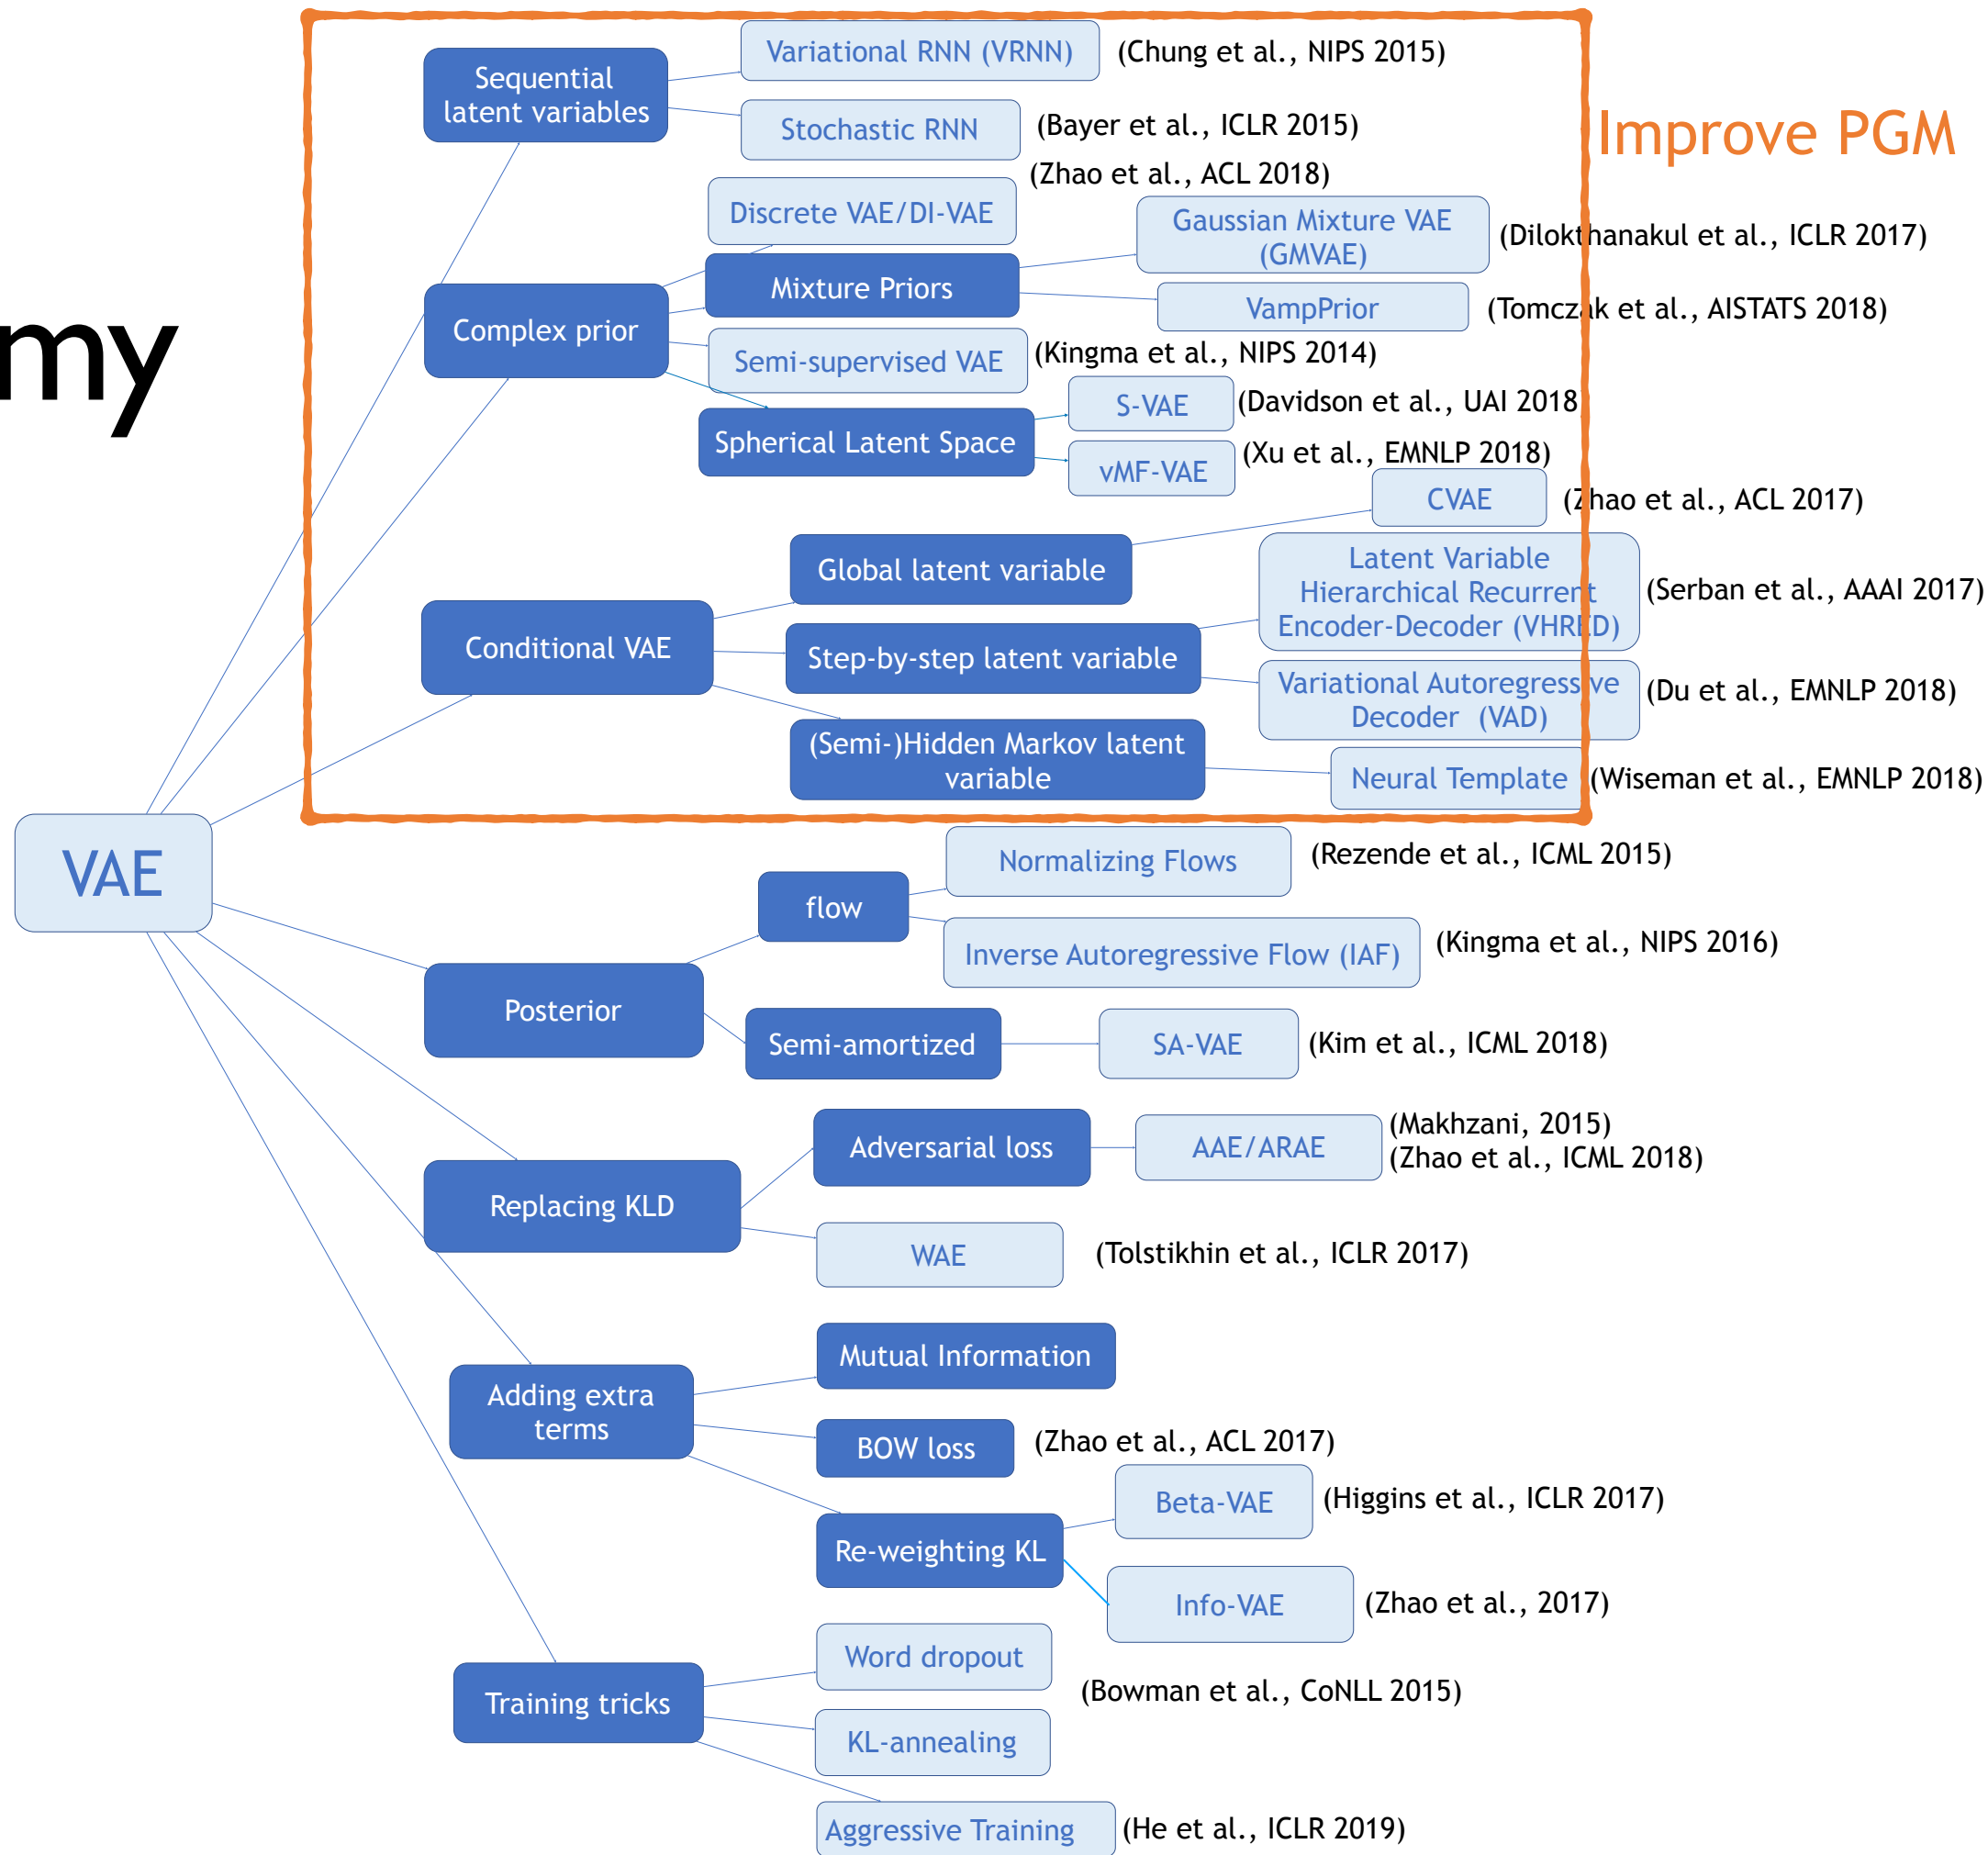 my
Improve PGM
VAE
Sequential
latent variables
Variational RNN (VRNN)
(Chung et al., NIPS 2015)
Stochastic RNN
(Bayer et al., ICLR 2015)
Complex prior
Discrete VAE/DI-VAE
(Zhao et al., ACL 2018)
Mixture Priors
Gaussian Mixture VAE
(GMVAE)
(Dilokthanakul et al., ICLR 2017)
VampPrior
(Tomczak et al., AISTATS 2018)
Semi-supervised VAE
(Kingma et al., NIPS 2014)
Spherical Latent Space
S-VAE
(Davidson et al., UAI 2018
vMF-VAE
(Xu et al., EMNLP 2018)
Conditional VAE
Global latent variable
CVAE
(Zhao et al., ACL 2017)
Step-by-step latent variable
Latent Variable
Hierarchical Recurrent
Encoder-Decoder (VHRED)
(Serban et al., AAAI 2017)
Variational Autoregressive
Decoder (VAD)
(Du et al., EMNLP 2018)
(Semi-)Hidden Markov latent
variable
Neural Template
(Wiseman et al., EMNLP 2018)
Posterior
flow
Normalizing Flows
(Rezende et al., ICML 2015)
Inverse Autoregressive Flow (IAF)
(Kingma et al., NIPS 2016)
Semi-amortized
SA-VAE
(Kim et al., ICML 2018)
Replacing KLD
Adversarial loss
AAE/ARAE
(Makhzani, 2015)
(Zhao et al., ICML 2018)
WAE
(Tolstikhin et al., ICLR 2017)
Adding extra
terms
Mutual Information
BOW loss
(Zhao et al., ACL 2017)
Re-weighting KL
Beta-VAE
(Higgins et al., ICLR 2017)
Info-VAE
(Zhao et al., 2017)
Training tricks
Word dropout
(Bowman et al., CoNLL 2015)
KL-annealing
Aggressive Training
(He et al., ICLR 2019)